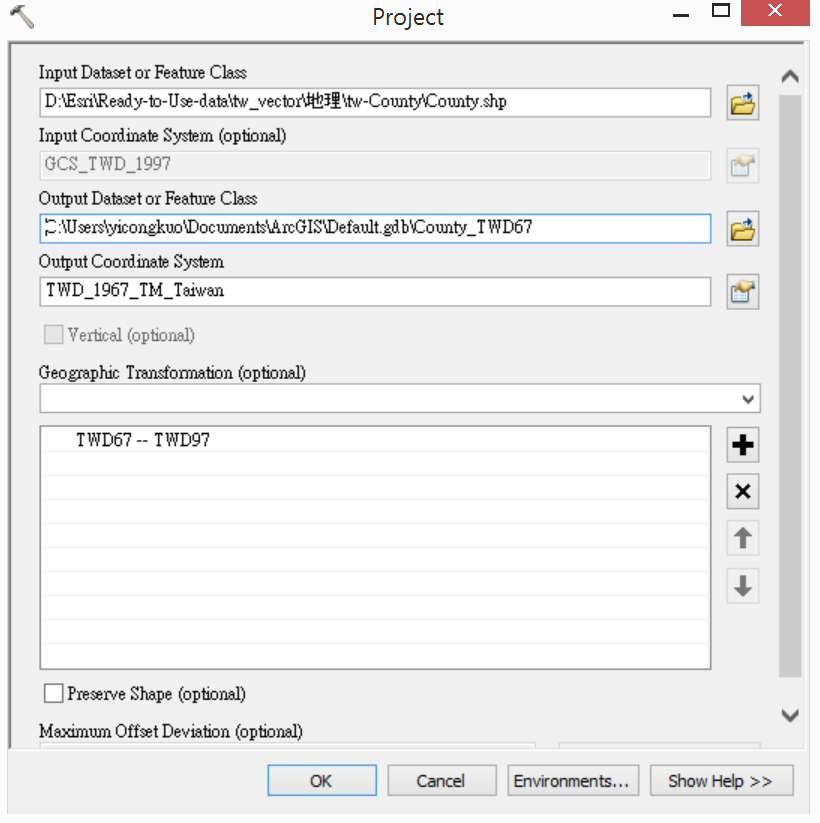 Project
Input Dataset or Feature Class
D:\Esri\Ready-to-Use-data\tw_vector\地理\tw-County\County.shp
Input Coordinate System (optional)
GCS_TWD_1997
Output Dataset or Feature Class
C:\Users\yicongkuo\Documents\ArcGIS\Default.gdb\County_TWD67
Output Coordinate System
TWD_1967_TM_Taiwan
Vertical (optional)
Geographic Transformation (optional)
TWD67 -- TWD97
Preserve Shape (optional)
Maximum Offset Deviation (optional)
OK Cancel Environments... Show Help >>